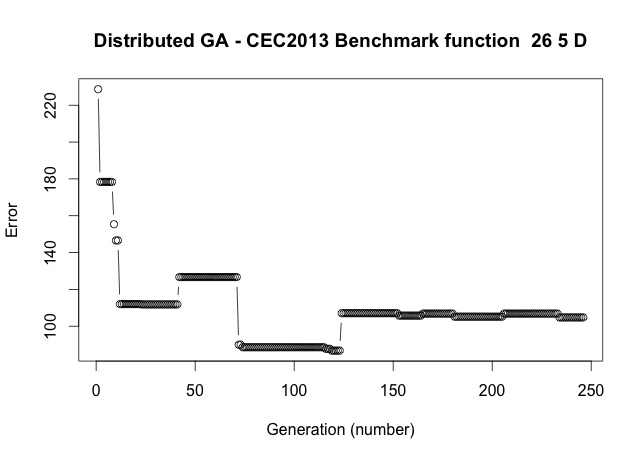 Distributed GA - CEC2013 Benchmark function  26 5 D
Error
220
180
140
100
0 50 100 150 200 250
Generation (number)